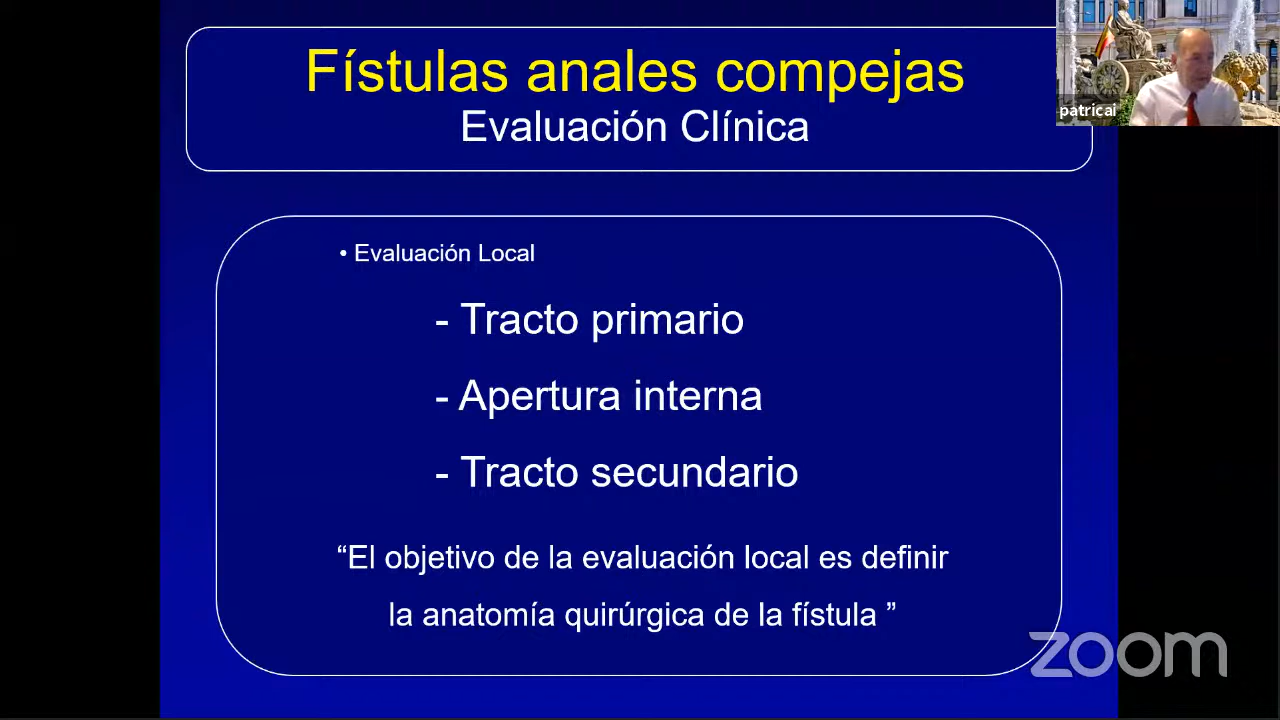 Fístulas anales compejas
Evaluación Clínica
patricai
• Evaluación Local
- Tracto primario
- Apertura interna
- Tracto secundario
“El objetivo de la evaluación local es definir
la anatomía quirúrgica de la fístula ”
zoom